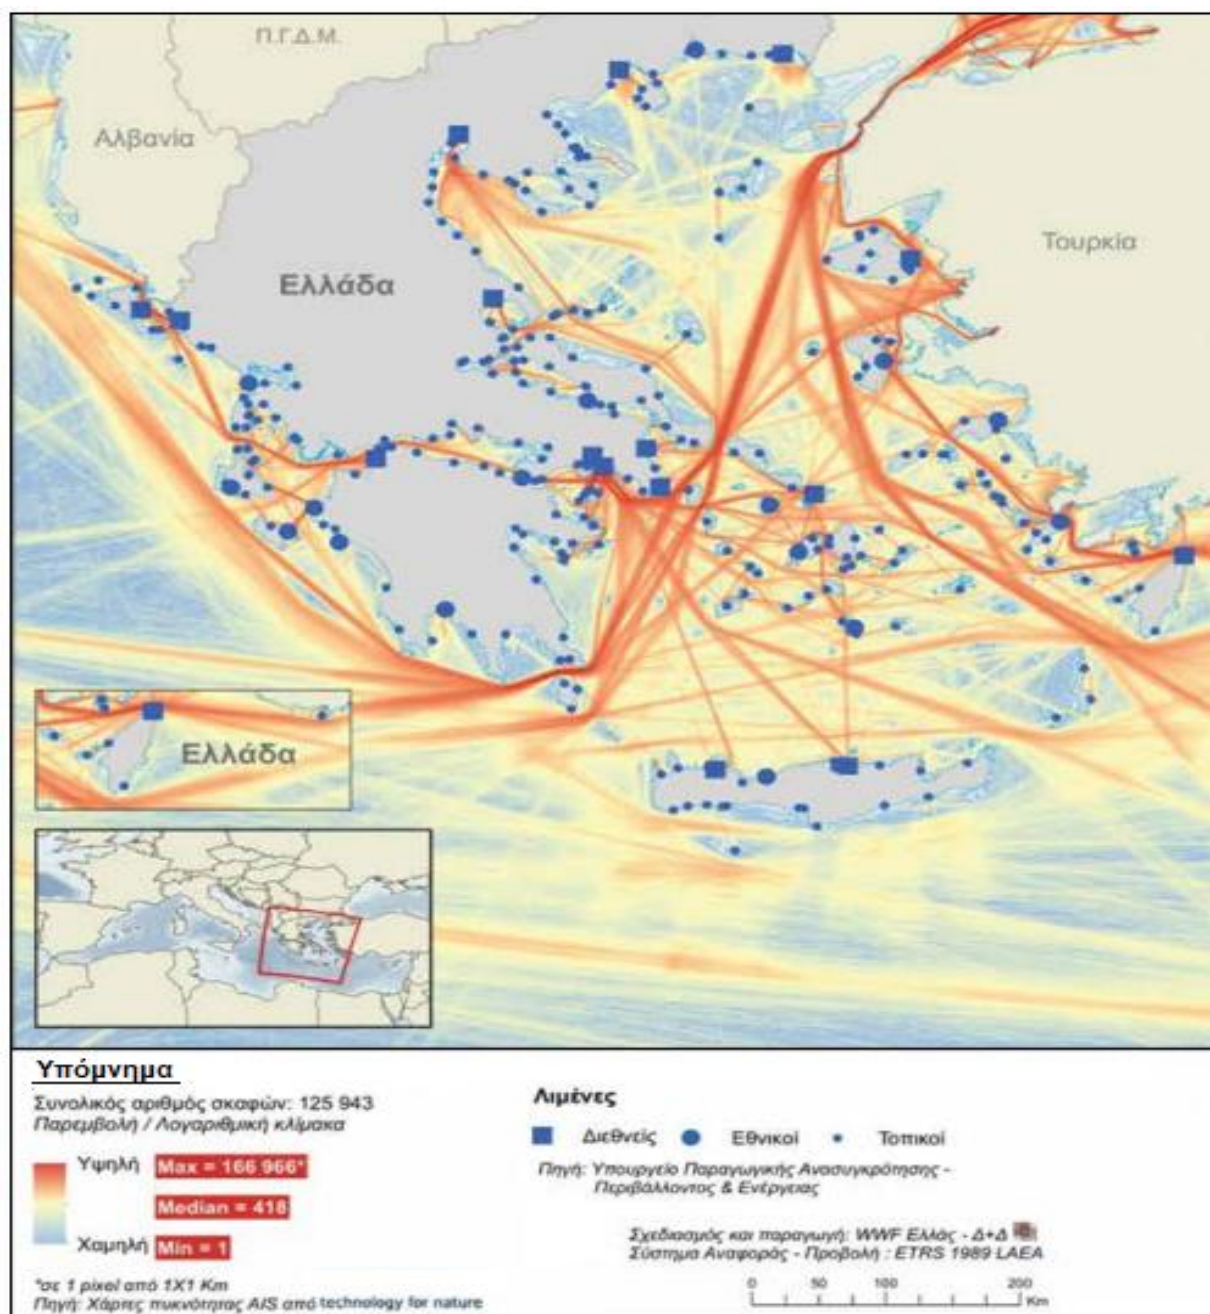 Π.Γ.Δ.Μ.
Αλβανία
Ελλάδα
Τουρκία
Ελλάδα
Υπόμνημα
Συνολικός αριθμός σκαφών: 125 943
Παρεμβολή / Λογαριθμική κλίμακα
Υψηλή Max = 166 966*
Median = 418
Χαμηλή Min = 1
*σε 1 pixel από 1X1 Km
Πηγή: Χάρτες πυκνότητας AIS από technology for nature
Λιμένες
Διεθνείς Εθνικοί Τοπικοί
Πηγή: Υπουργείο Παραγωγικής Ανασυγκρότησης -
Περιβάλλοντος & Ενέργειας
Σχεδιασμός και παραγωγή: WWF Ελλάς - Δ+Δ
Σύστημα Αναφοράς - Προβολή : ETRS 1989 LAEA
0 50 100 200
Km